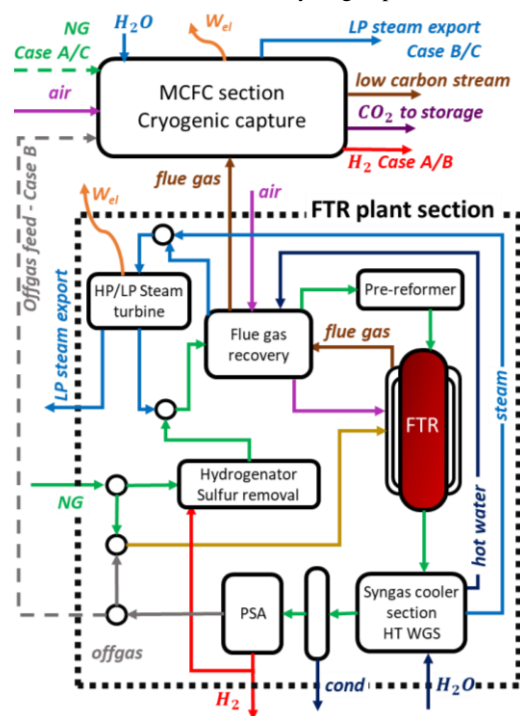 NG
Case A/C
H₂O
W_el
LP steam export
Case B/C
air
MCFC section
Cryogenic capture
low carbon stream
CO₂ to storage
H₂ Case A/B
flue gas
air
Offgas feed - Case B
W_el
FTR plant section
HP/LP Steam
turbine
Flue gas
recovery
Pre-reformer
flue gas
FTR
steam
LP steam export
hot water
Hydrogenator
Sulfur removal
NG
PSA
Syngas cooler
section
HT WGS
offgas
H₂
cond
H₂O